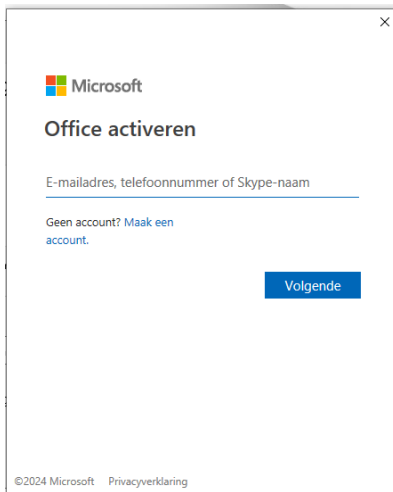 Microsoft
Office activeren
E-mailadres, telefoonnummer of Skype-naam
Geen account? Maak een
account.
Volgende
©2024 Microsoft Privacyverklaring